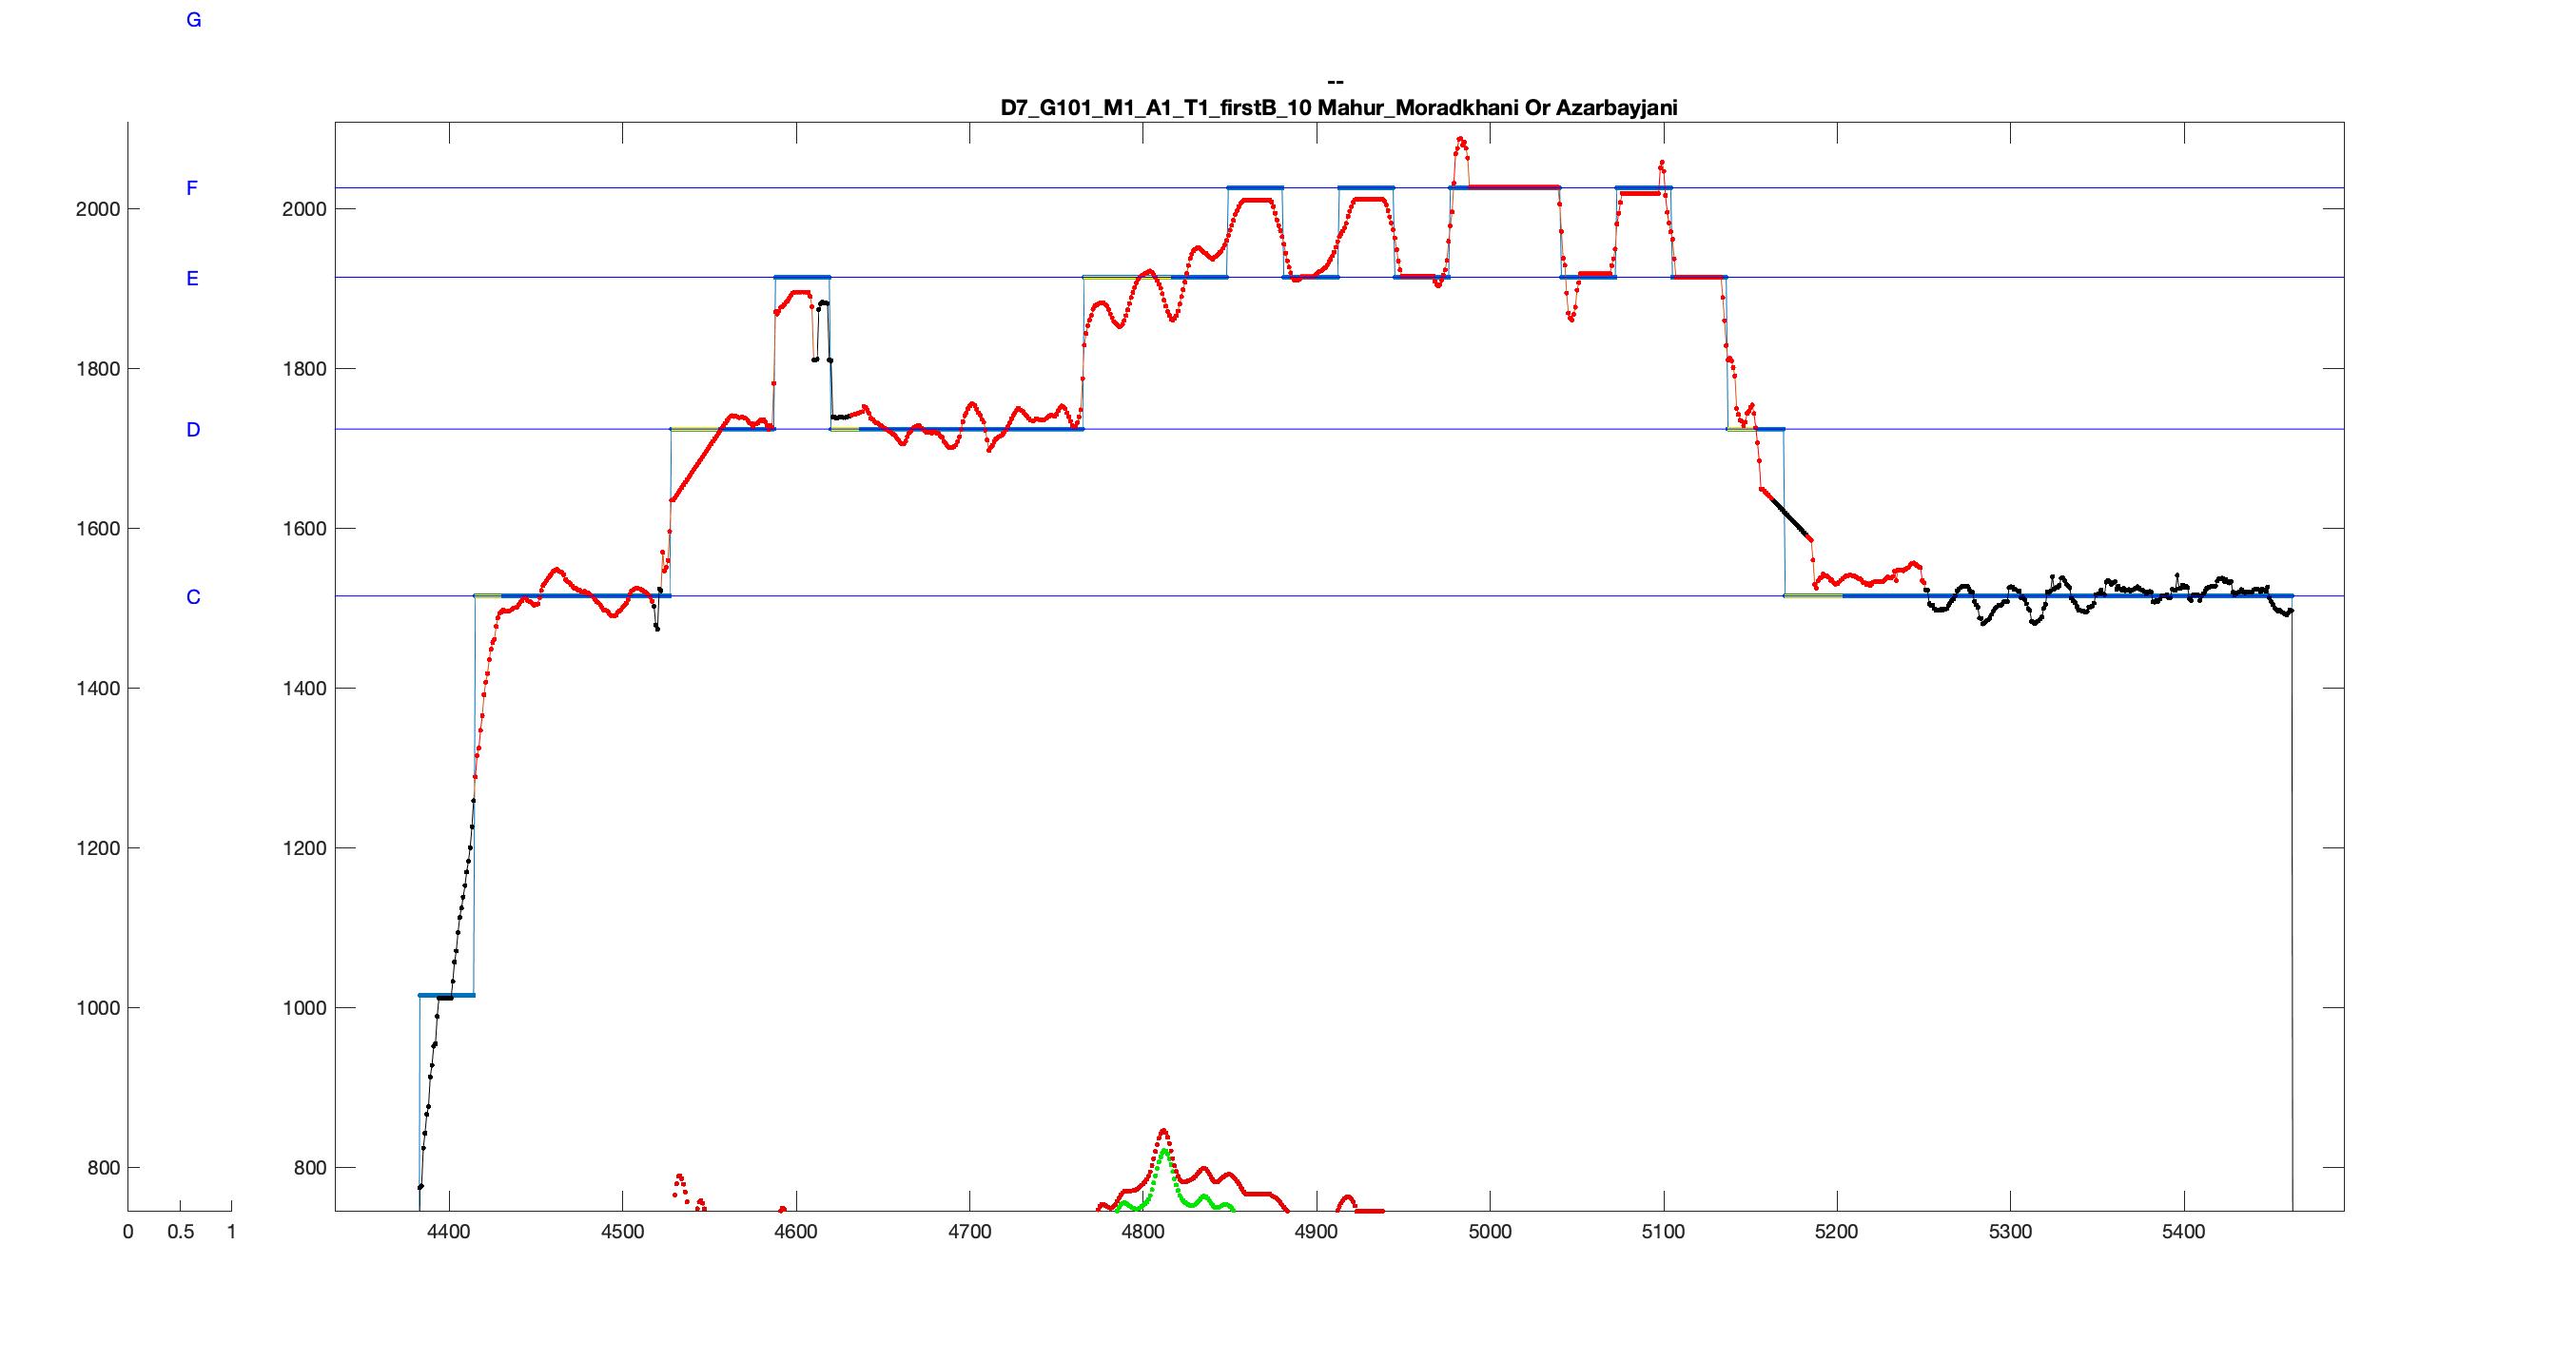 G
--
D7_G101_M1_A1_T1_firstB_10 Mahur_Moradkhani Or Azarbayjani
2000 F 2000
E
1800 1800
D
1600 1600
C
1400 1400
1200 1200
1000 1000
800 800
0 0.5 1 4400 4500 4600 4700 4800 4900 5000 5100 5200 5300 5400